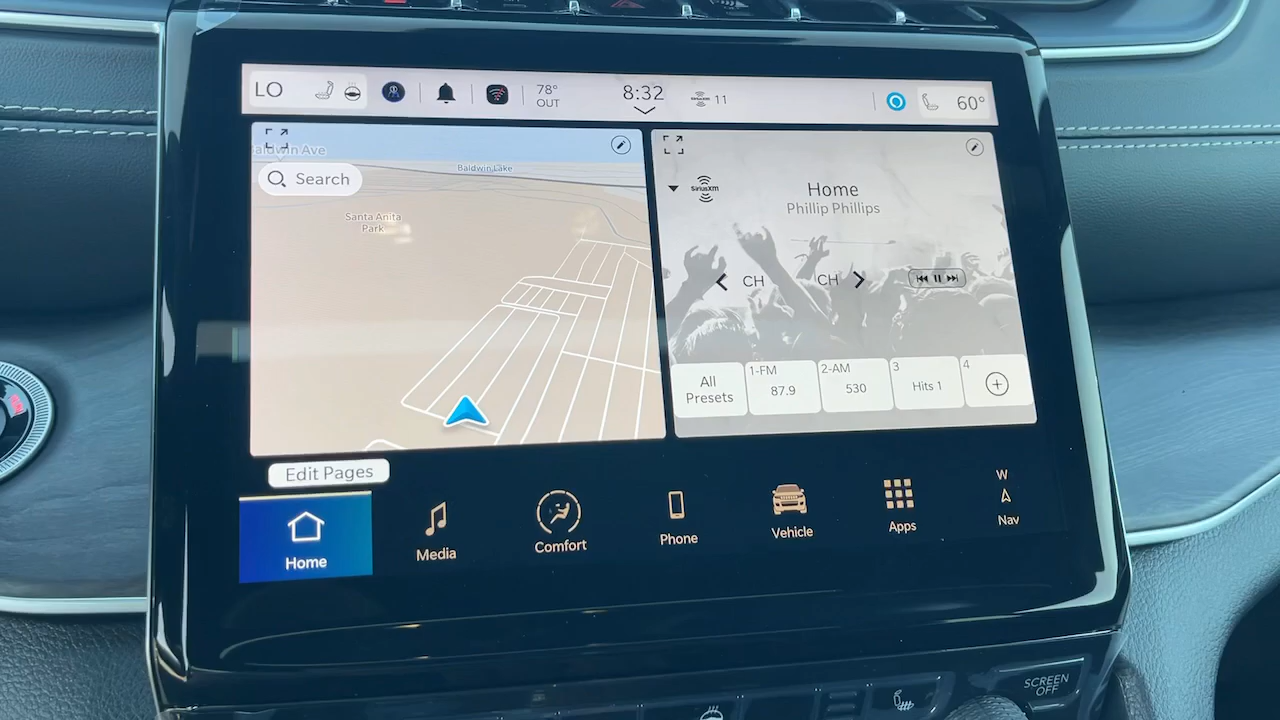 LO
78°
OUT
8:32
SiriusXM
11
60°
Baldwin Ave
Baldwin Lake
Search
Santa Anita
Park
SiriusXM
Home
Phillip Phillips
CH
CH
All
Presets
1-FM
87.9
2-AM
530
3
Hits 1
4
Edit Pages
Home
Media
Comfort
Phone
Vehicle
Apps
W
Nav
SCREEN
OFF